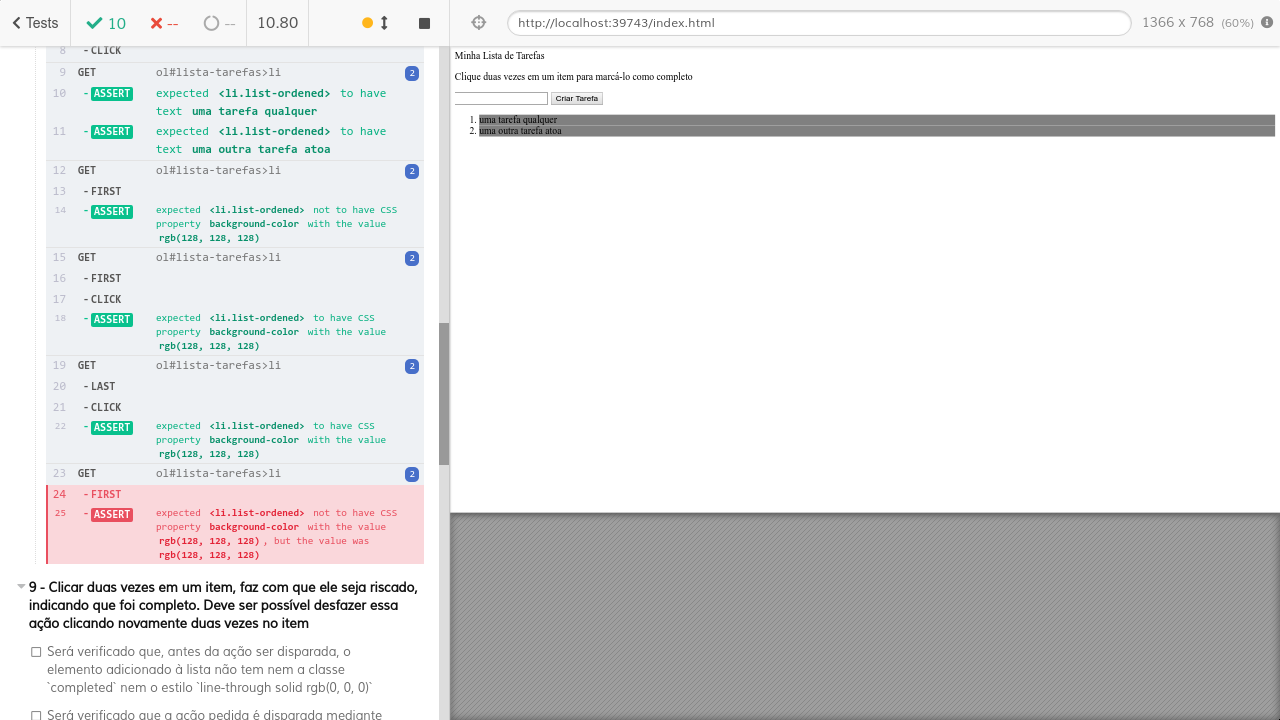 Tests
10
--
--
10.80
http://localhost:39743/index.html
1366 x 768 (60%)
8 -CLICK
9 GET ol#lista-tarefas>li 2
10 -ASSERT expected <li.list-ordered> to have
text uma tarefa qualquer
11 -ASSERT expected <li.list-ordered> to have
text uma outra tarefa atoa
12 GET ol#lista-tarefas>li 2
13 -FIRST
14 -ASSERT expected <li.list-ordered> not to have CSS
property background-color with the value
rgb(128, 128, 128)
15 GET ol#lista-tarefas>li 2
16 -FIRST
17 -CLICK
18 -ASSERT expected <li.list-ordered> to have CSS
property background-color with the value
rgb(128, 128, 128)
19 GET ol#lista-tarefas>li 2
20 -LAST
21 -CLICK
22 -ASSERT expected <li.list-ordered> to have CSS
property background-color with the value
rgb(128, 128, 128)
23 GET ol#lista-tarefas>li 2
24 -FIRST
25 -ASSERT expected <li.list-ordered> not to have CSS
property background-color with the value
rgb(128, 128, 128), but the value was
rgb(128, 128, 128)
9 - Clicar duas vezes em um item, faz com que ele seja riscado,
indicando que foi completo. Deve ser possível desfazer essa
ação clicando novamente duas vezes no item
Será verificado que, antes da ação ser disparada, o
elemento adicionado à lista não tem nem a classe
`completed` nem o estilo `line-through solid rgb(0, 0, 0)`
Será verificado que a ação pedida é disparada mediante
Minha Lista de Tarefas
Clique duas vezes em um item para marcá-lo como completo
Criar Tarefa
1. uma tarefa qualquer
2. uma outra tarefa atoa